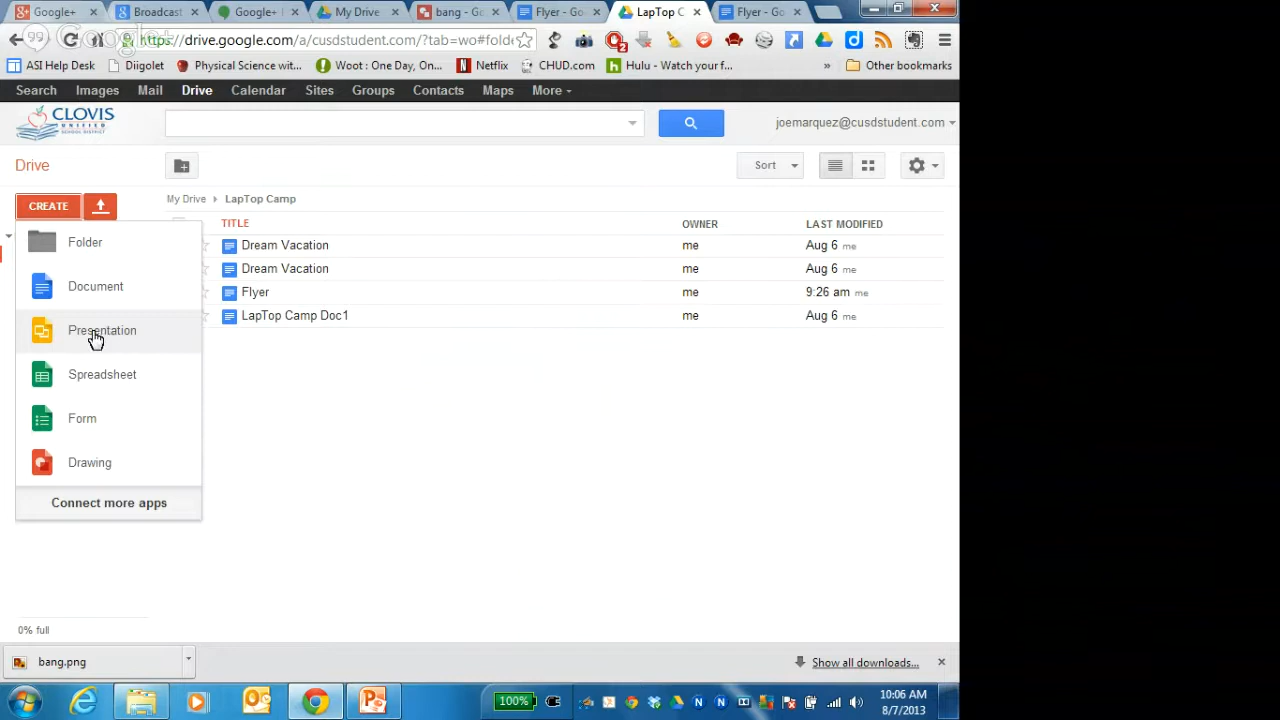 Google+
Broadcast
Google+
My Drive
bang - Go
Flyer - Go
LapTop C
Flyer - Go
https://drive.google.com/a/cusdstudent.com/?tab=wo#fold
2
ASI Help Desk
Diigolet
Physical Science wit...
Woot : One Day, On...
Netflix
CHUD.com
Hulu - Watch your f...
»
Other bookmarks
Search
Images
Mail
Drive
Calendar
Sites
Groups
Contacts
Maps
More
CLOVIS
UNIFIED
SCHOOL DISTRICT
joemarquez@cusdstudent.com
Drive
Sort
CREATE
My Drive
LapTop Camp
TITLE
OWNER
LAST MODIFIED
Folder
Dream Vacation
me
Aug 6 me
Dream Vacation
me
Aug 6 me
Document
Flyer
me
9:26 am me
LapTop Camp Doc1
me
Aug 6 me
Presentation
Spreadsheet
Form
Drawing
Connect more apps
0% full
bang.png
Show all downloads...
100%
10:06 AM
8/7/2013